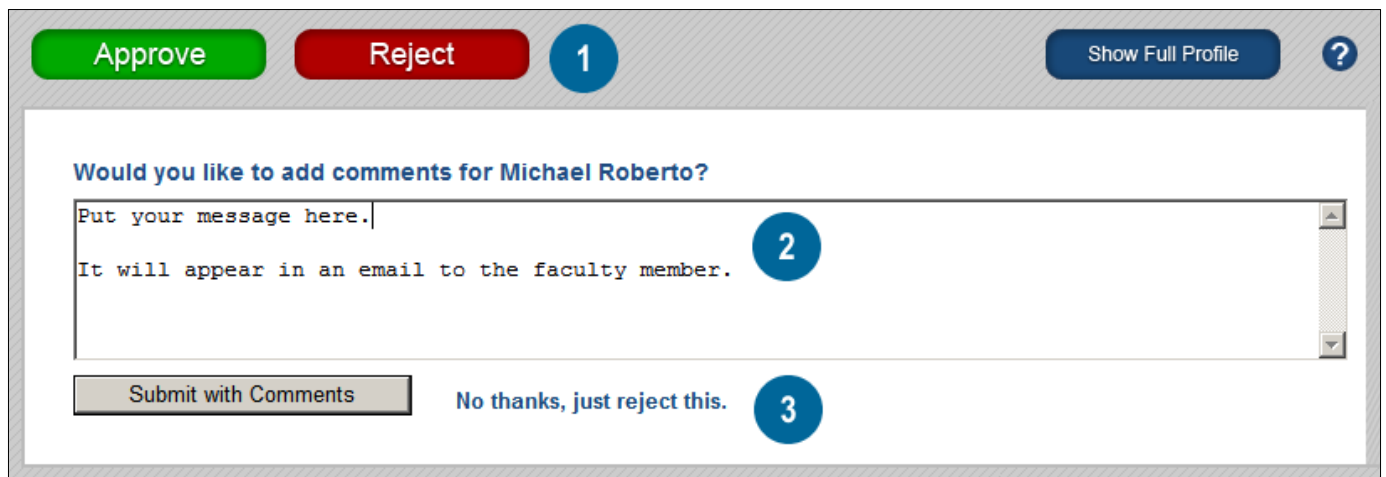 Approve Reject 1 Show Full Profile ?
Would you like to add comments for Michael Roberto?
Put your message here.
2
It will appear in an email to the faculty member.
Submit with Comments No thanks, just reject this. 3